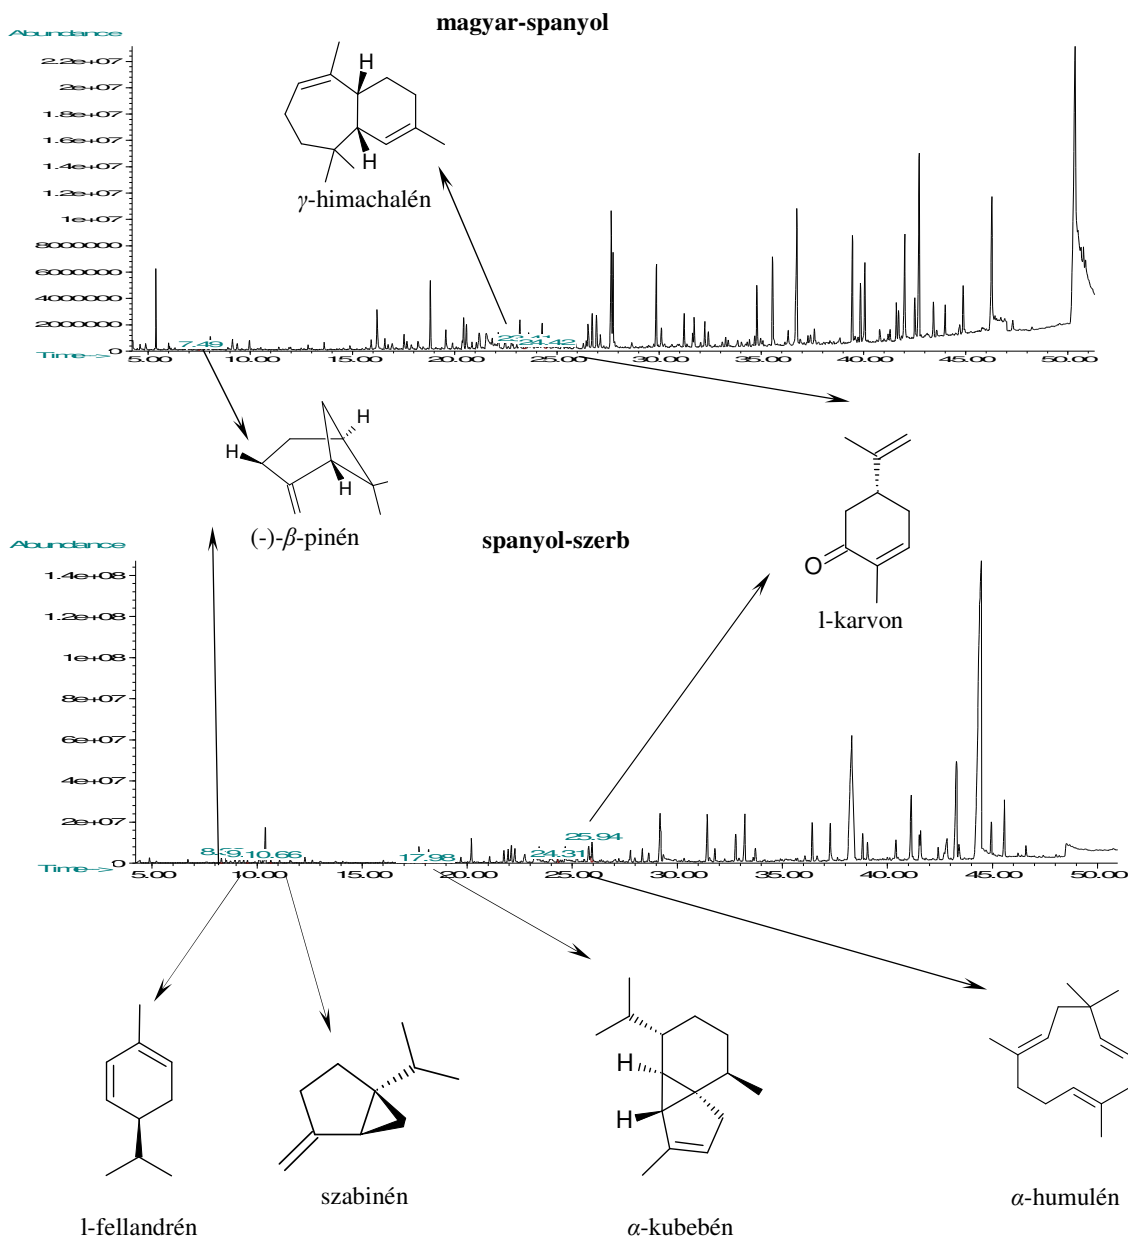 magyar-spanyol
Abundance
2.2e+07
2e+07
1.8e+07
1.6e+07
1.4e+07
1.2e+07
1e+07
8000000
6000000
4000000
2000000
0
Time-->
7.49
24.42
5.00 10.00 15.00 20.00 25.00 30.00 35.00 40.00 45.00 50.00
H
H
γ-himachalén
H
H
H
(-)-β-pinén
O
l-karvon
spanyol-szerb
Abundance
1.4e+08
1.2e+08
1e+08
8e+07
6e+07
4e+07
2e+07
0
Time-->
10.66
17.98
24.31
25.94
5.00 10.00 15.00 20.00 25.00 30.00 35.00 40.00 45.00 50.00
H
H
l-fellandrén
szabinén
α-kubebén
α-humulén